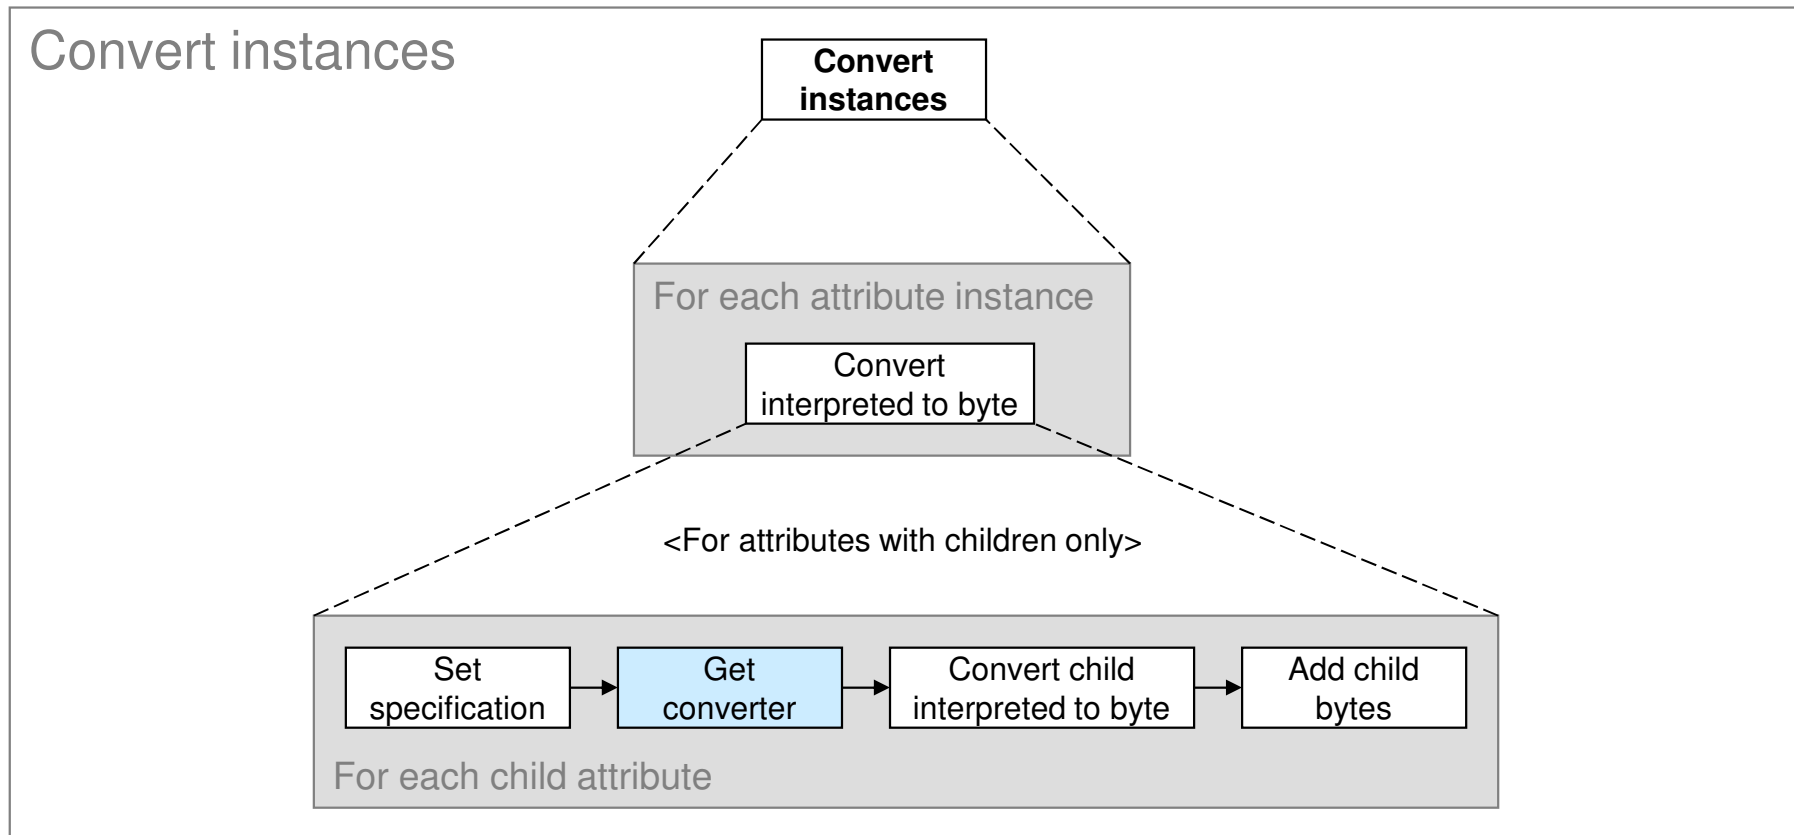 Convert instances
Convert
instances
For each attribute instance
Convert
interpreted to byte
<For attributes with children only>
Set
specification
Get
converter
Convert child
interpreted to byte
Add child
bytes
For each child attribute